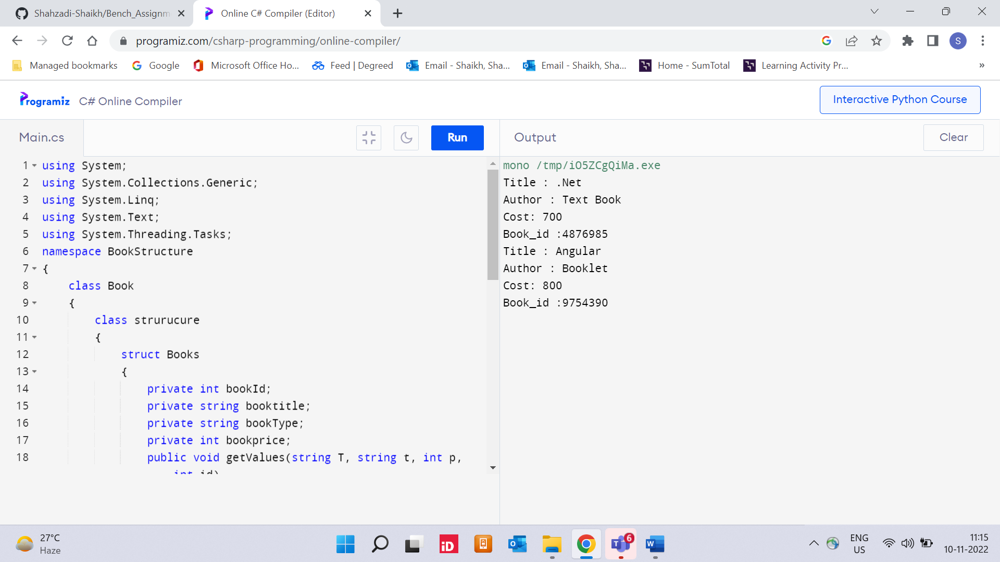 Shahzadi-Shaikh/Bench_Assignm
Online C# Compiler (Editor)
programiz.com/csharp-programming/online-compiler/
S
Managed bookmarks
Google
Microsoft Office Ho...
Feed | Degreed
Email - Shaikh, Sha...
Email - Shaikh, Sha...
Home - SumTotal
Learning Activity Pr...
»
Programiz C# Online Compiler
Interactive Python Course
Main.cs
Run
Output
Clear
1 using System;
2 using System.Collections.Generic;
3 using System.Linq;
4 using System.Text;
5 using System.Threading.Tasks;
6 namespace BookStructure
7 {
8 class Book
9 {
10 class strurucure
11 {
12 struct Books
13 {
14 private int bookId;
15 private string booktitle;
16 private string bookType;
17 private int bookprice;
18 public void getValues(string T, string t, int p,
int id)
mono /tmp/iO5ZCgQiMa.exe
Title : .Net
Author : Text Book
Cost: 700
Book_id :4876985
Title : Angular
Author : Booklet
Cost: 800
Book_id :9754390
27°C
Haze
iD
O
T
6
W
ENG
US
11:15
10-11-2022